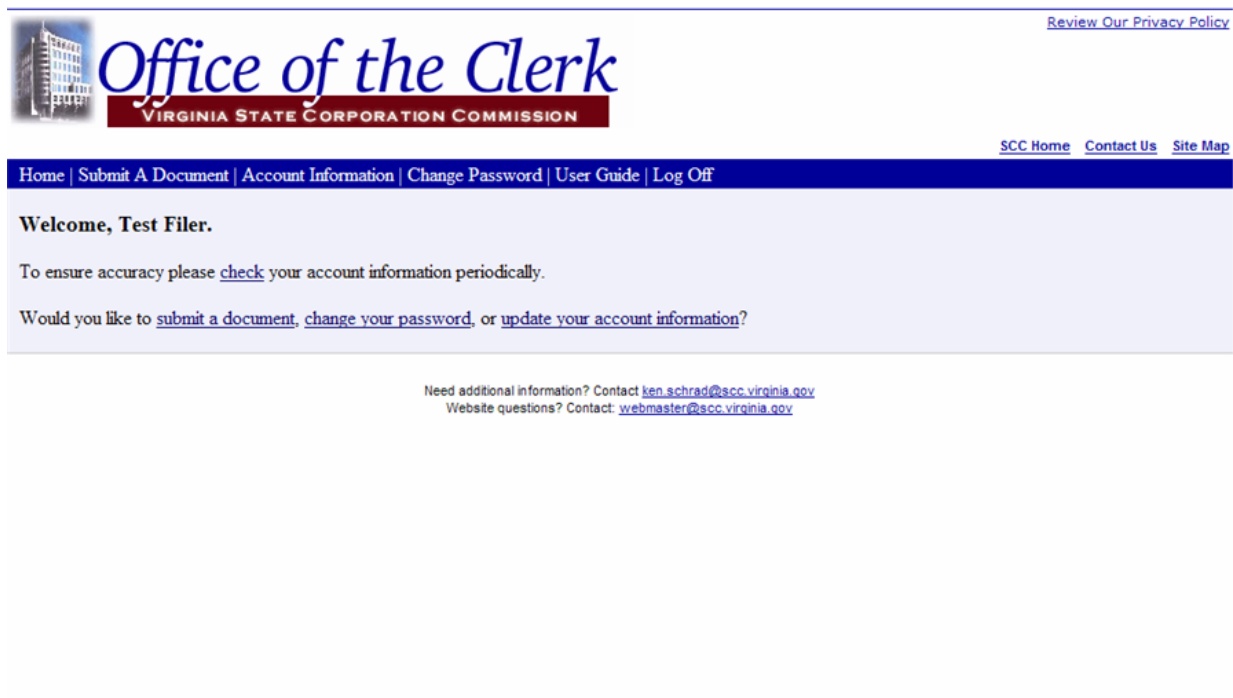 Review Our Privacy Policy
Office of the Clerk
VIRGINIA STATE CORPORATION COMMISSION
SCC Home Contact Us Site Map
Home | Submit A Document | Account Information | Change Password | User Guide | Log Off
Welcome, Test Filer.
To ensure accuracy please check your account information periodically.
Would you like to submit a document, change your password, or update your account information?
Need additional information? Contact ken.schrad@scc.virginia.gov
Website questions? Contact: webmaster@scc.virginia.gov